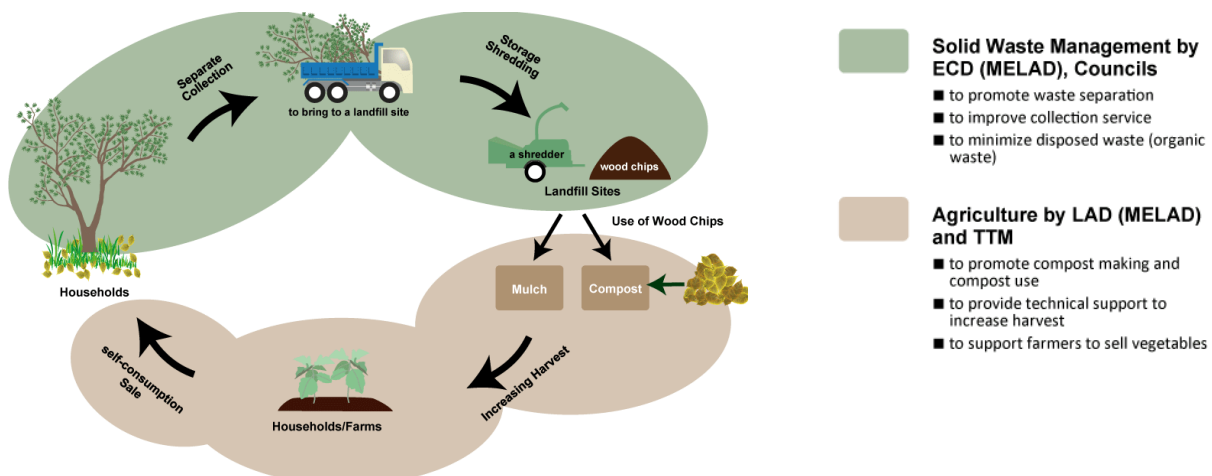 Separate
Collection
to bring to a landfill site
Storage
Shredding
a shredder
wood chips
Landfill Sites
Households
Use of Wood Chips
Mulch
Compost
Increasing Harvest
Households/Farms
self-consumption
Sale
Solid Waste Management by
ECD (MELAD), Councils
■ to promote waste separation
■ to improve collection service
■ to minimize disposed waste (organic
waste)
Agriculture by LAD (MELAD)
and TTM
■ to promote compost making and
compost use
■ to provide technical support to
increase harvest
■ to support farmers to sell vegetables